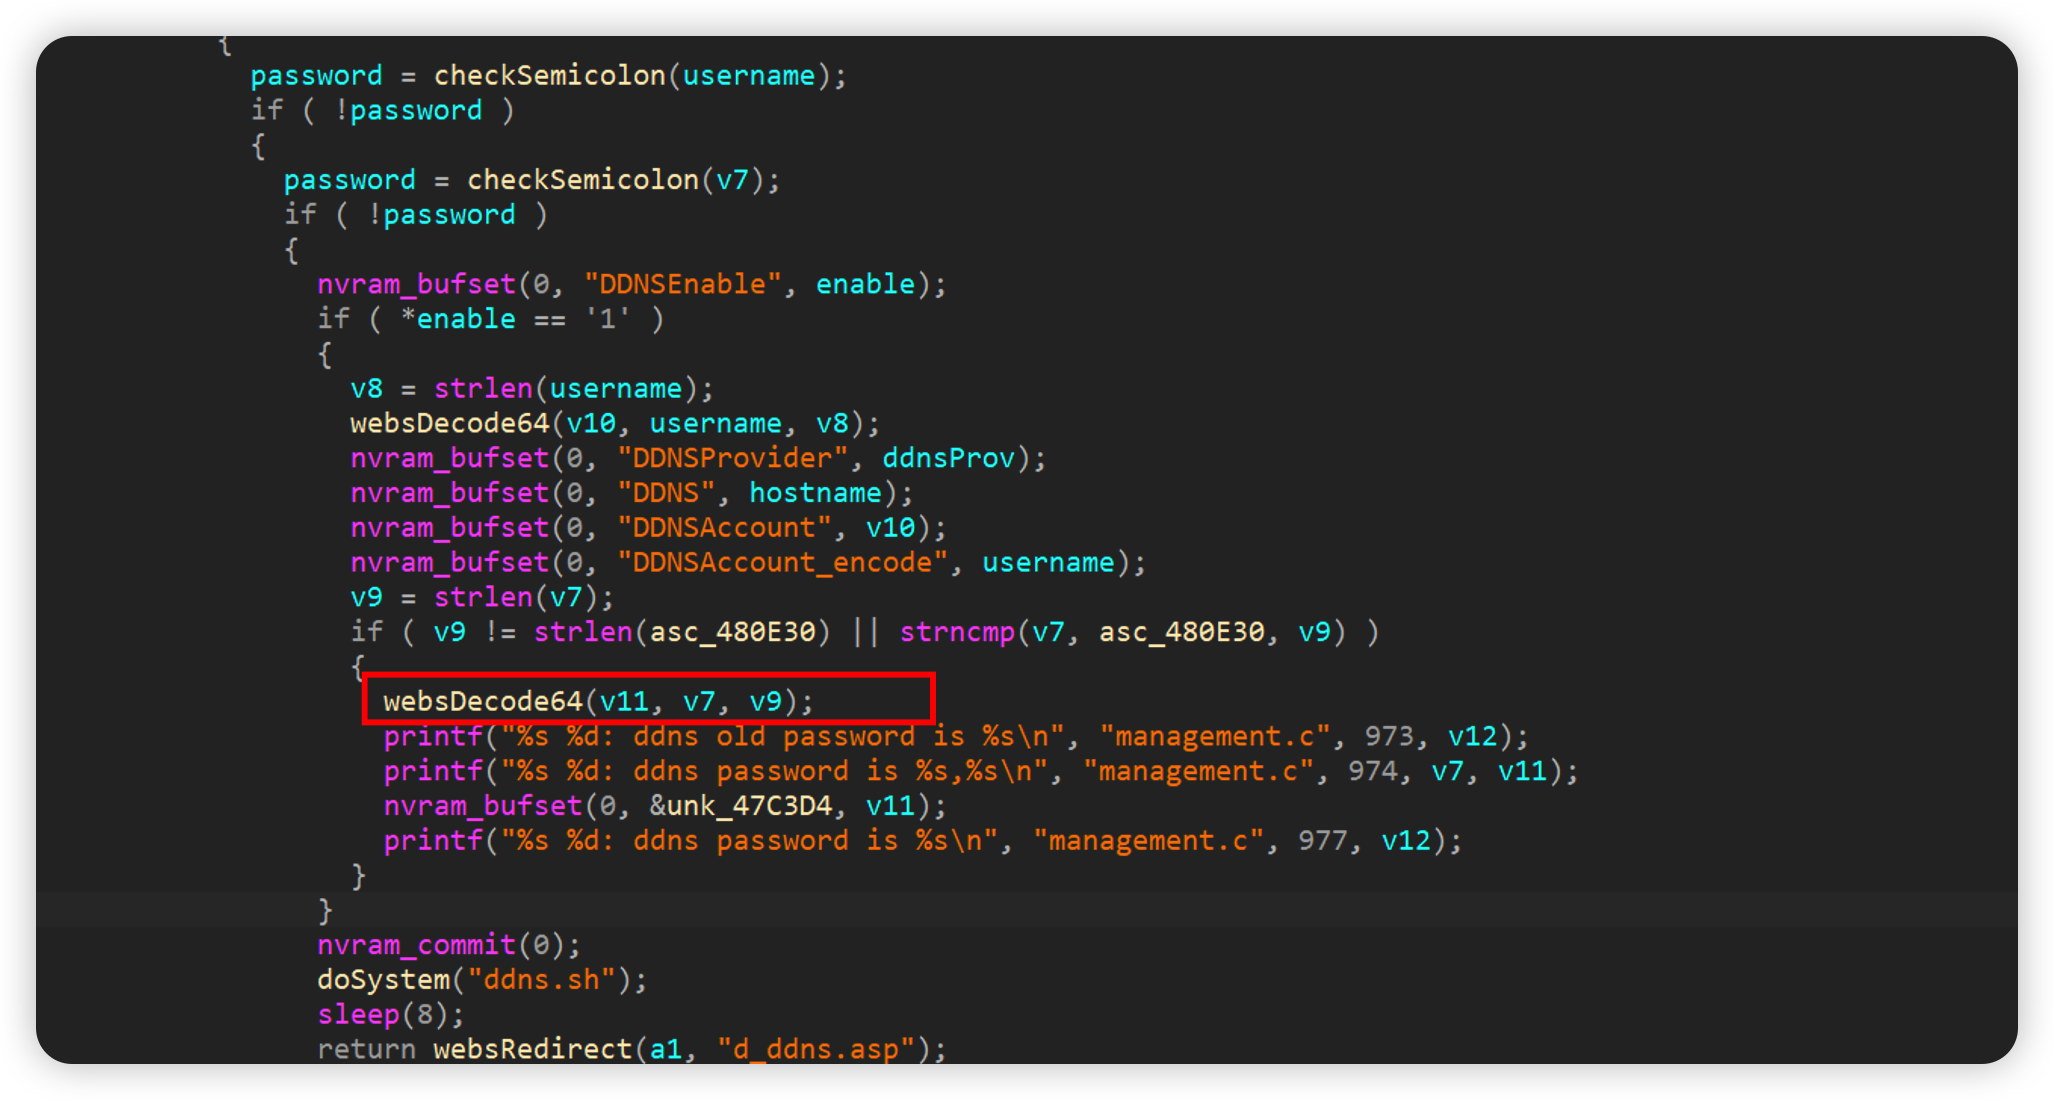 {
password = checkSemicolon(username);
if ( !password )
{
password = checkSemicolon(v7);
if ( !password )
{
nvram_bufset(0, "DDNSEnable", enable);
if ( *enable == '1' )
{
v8 = strlen(username);
websDecode64(v10, username, v8);
nvram_bufset(0, "DDNSProvider", ddnsProv);
nvram_bufset(0, "DDNS", hostname);
nvram_bufset(0, "DDNSAccount", v10);
nvram_bufset(0, "DDNSAccount_encode", username);
v9 = strlen(v7);
if ( v9 != strlen(asc_480E30) || strncmp(v7, asc_480E30, v9) )
{
websDecode64(v11, v7, v9);
printf("%s %d: ddns old password is %s\n", "management.c", 973, v12);
printf("%s %d: ddns password is %s,%s\n", "management.c", 974, v7, v11);
nvram_bufset(0, &unk_47C3D4, v11);
printf("%s %d: ddns password is %s\n", "management.c", 977, v12);
}
}
nvram_commit(0);
doSystem("ddns.sh");
sleep(8);
return websRedirect(a1, "d_ddns.asp");